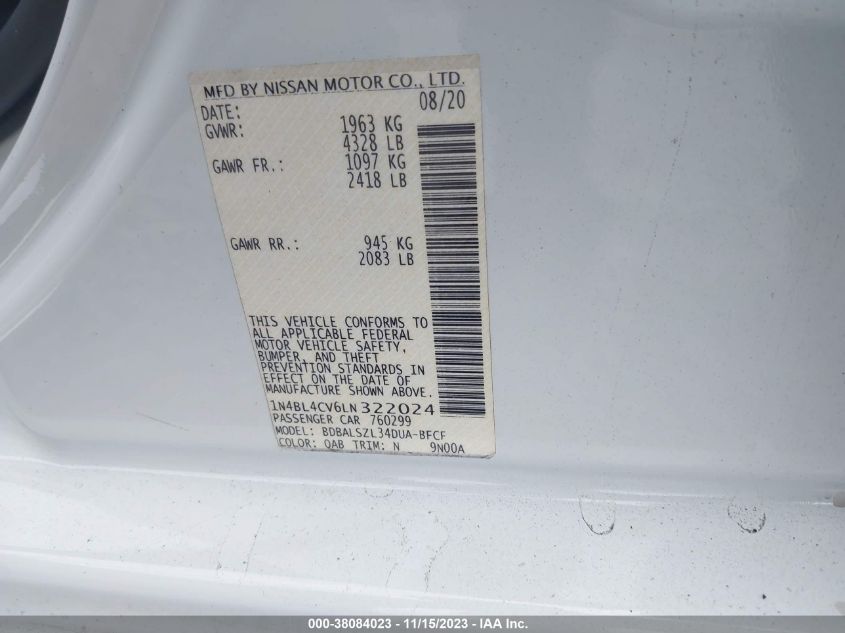 MFD BY NISSAN MOTOR CO., LTD.
DATE: 08/20
GVWR: 1963 KG
4328 LB
GAWR FR.: 1097 KG
2418 LB
GAWR RR.: 945 KG
2083 LB
THIS VEHICLE CONFORMS TO
ALL APPLICABLE FEDERAL
MOTOR VEHICLE SAFETY,
BUMPER, AND THEFT
PREVENTION STANDARDS IN
EFFECT ON THE DATE OF
MANUFACTURE SHOWN ABOVE.
1N4BL4CV6LN322024
PASSENGER CAR 760299
MODEL: BDBALSZL34DUA-BFCF
COLOR: QAB TRIM: N 9N00A
000-38084023 - 11/15/2023 - IAA Inc.